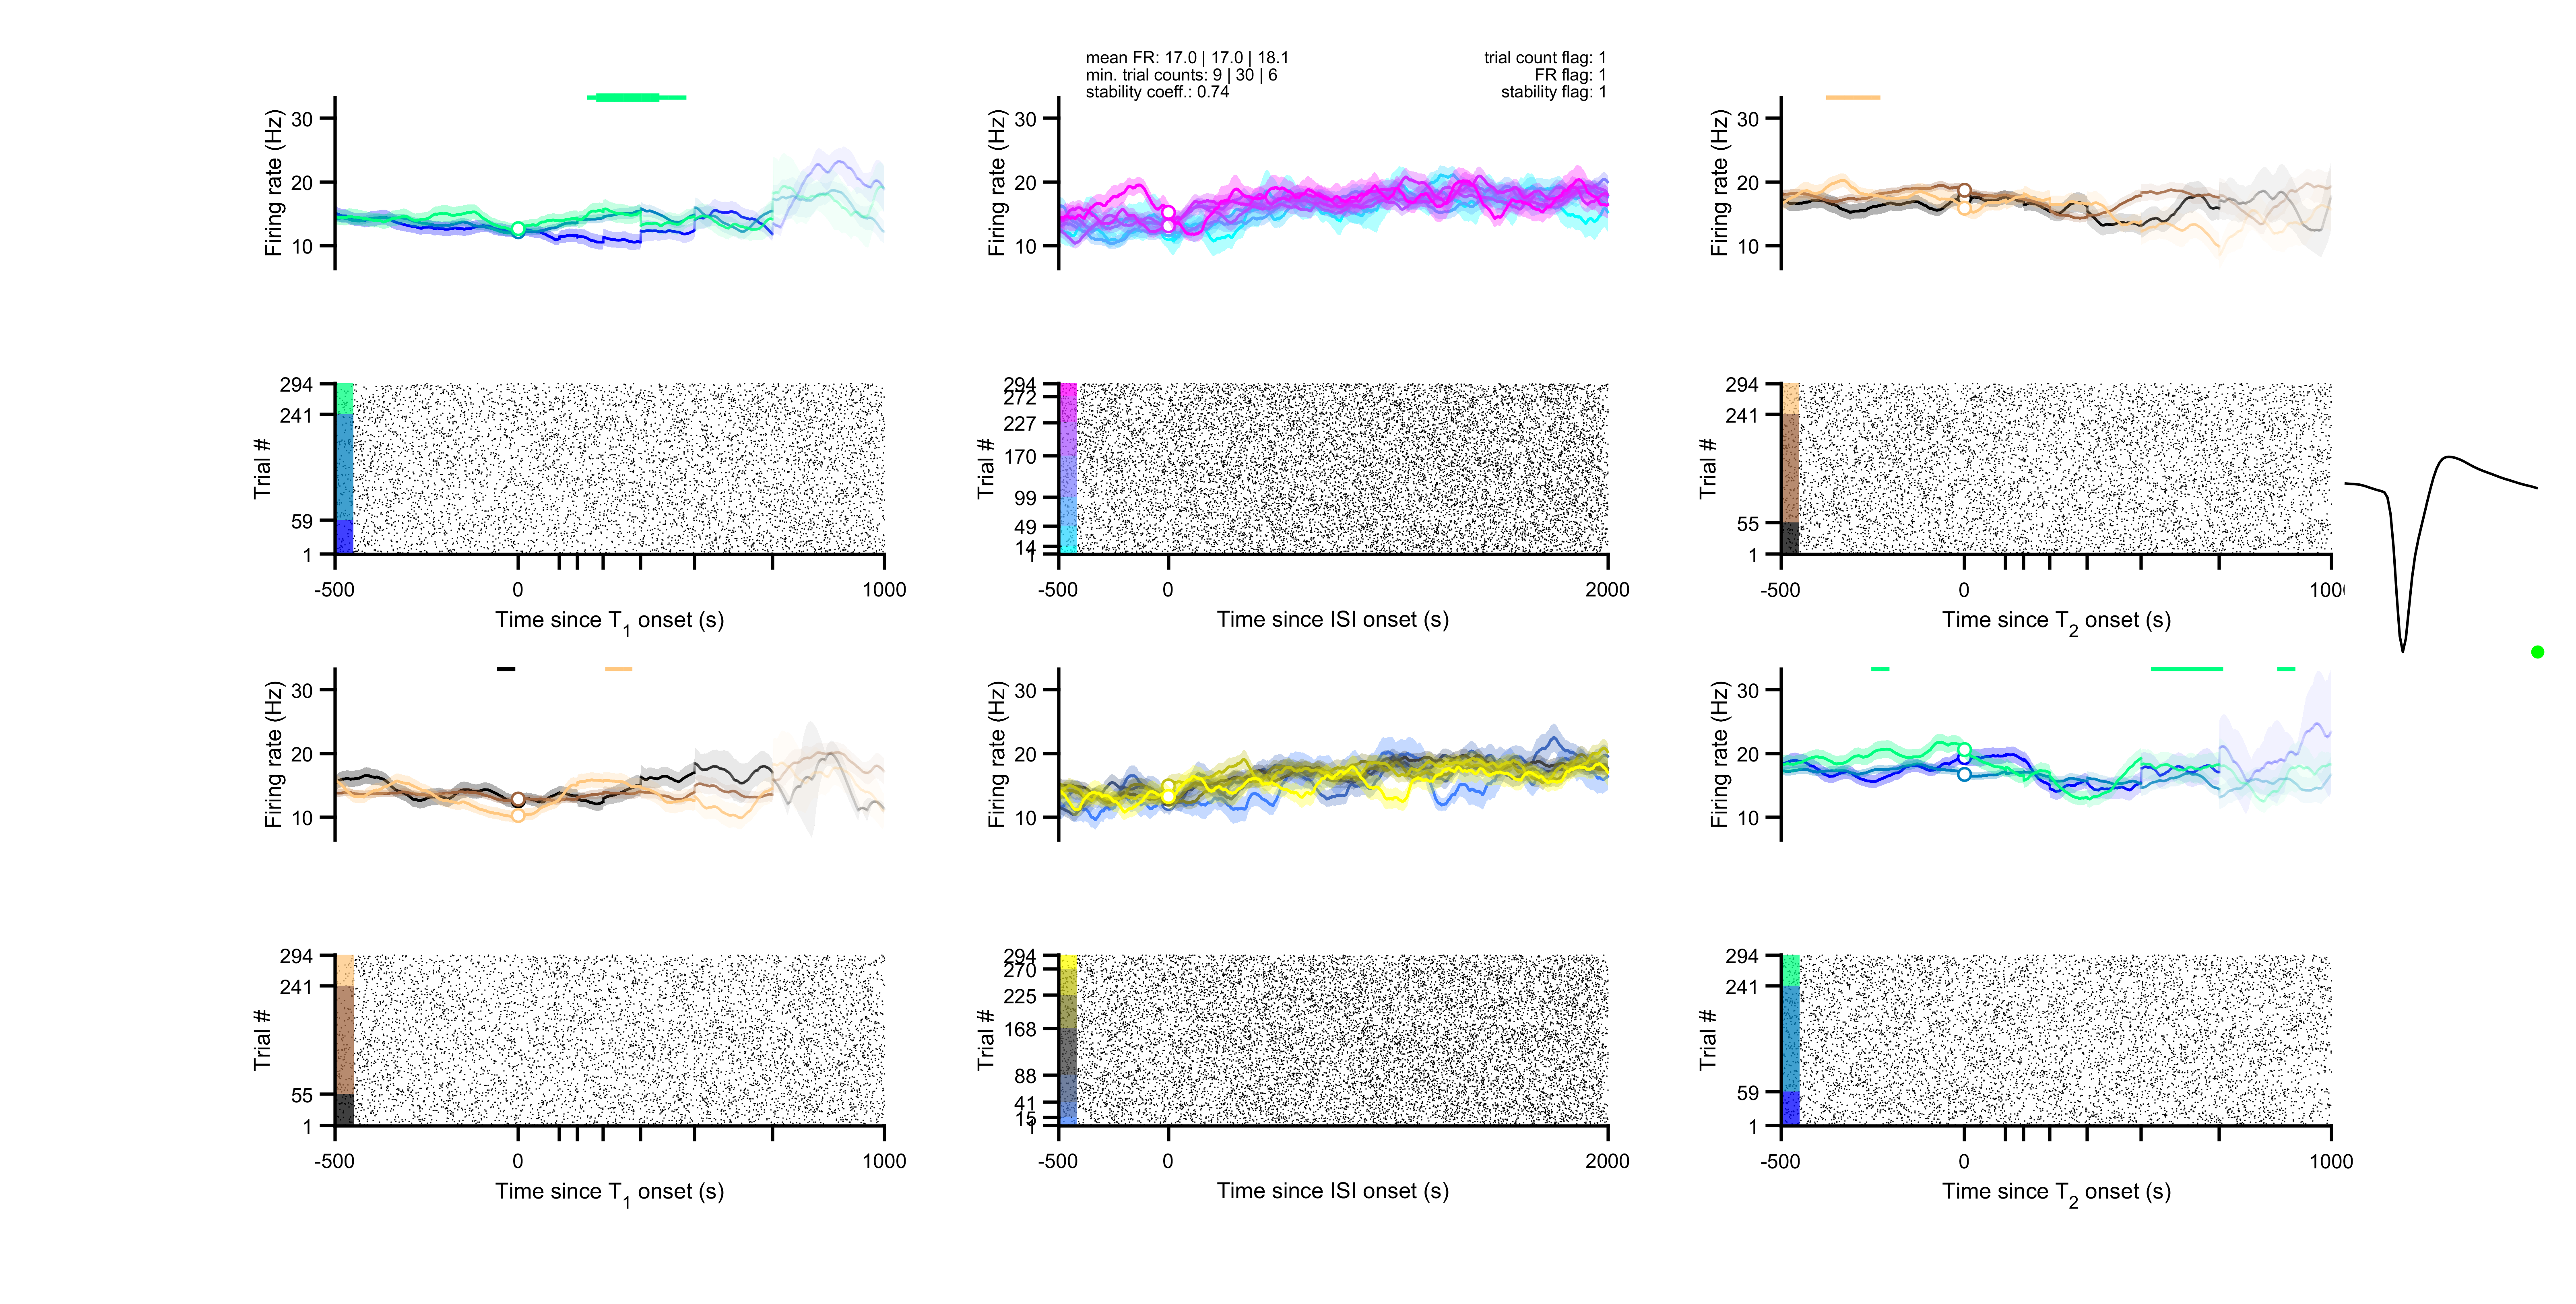 mean FR: 17.0 | 17.0 | 18.1
min. trial counts: 9 | 30 | 6
stability coeff.: 0.74
trial count flag: 1
FR flag: 1
stability flag: 1
Firing rate (Hz)
30
20
10
Firing rate (Hz)
30
20
10
Firing rate (Hz)
30
20
10
Trial #
294
241
59
1
-500
0
1000
Time since T1 onset (s)
Trial #
294
272
227
170
99
49
14
1
-500
0
2000
Time since ISI onset (s)
Trial #
294
241
55
1
-500
0
Time since T2 onset (s)
Firing rate (Hz)
30
20
10
Firing rate (Hz)
30
20
10
Firing rate (Hz)
30
20
10
Trial #
294
241
55
1
-500
0
1000
Time since T1 onset (s)
Trial #
294
270
225
168
88
41
15
1
-500
0
2000
Time since ISI onset (s)
Trial #
294
241
59
1
-500
0
1000
Time since T2 onset (s)